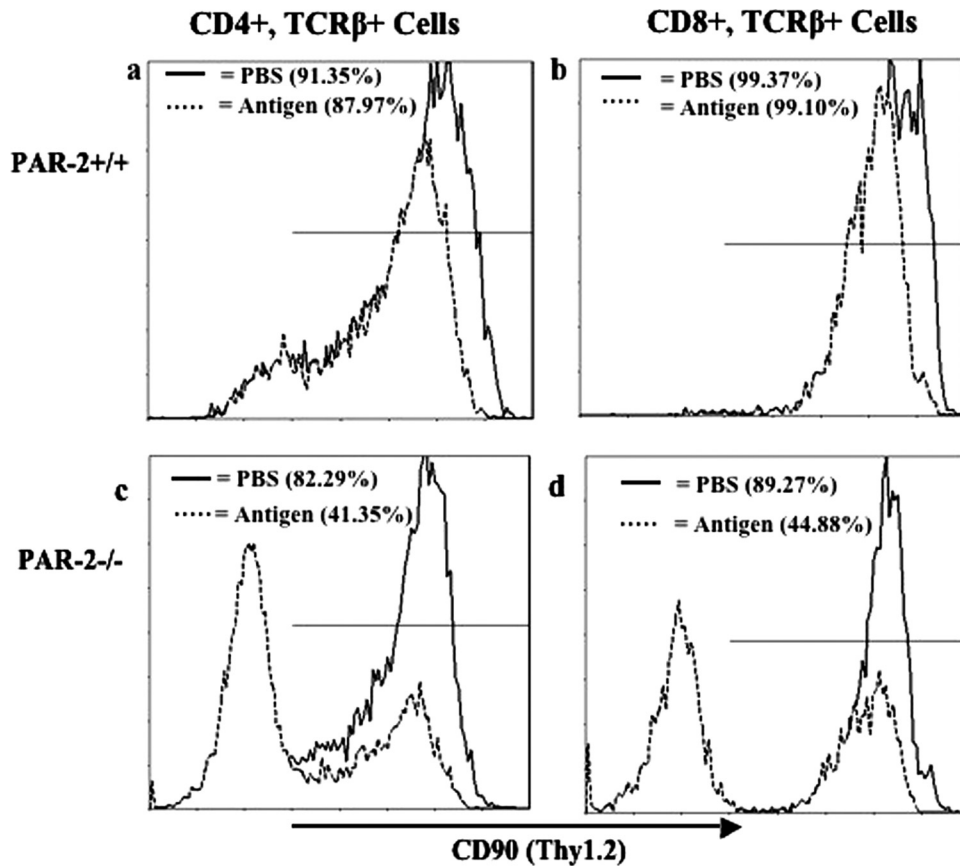 CD4+, TCRβ+ Cells
CD8+, TCRβ+ Cells
a
= PBS (91.35%)
= Antigen (87.97%)
b
= PBS (99.37%)
= Antigen (99.10%)
PAR-2+/+
c
= PBS (82.29%)
= Antigen (41.35%)
d
= PBS (89.27%)
= Antigen (44.88%)
PAR-2-/-
CD90 (Thy1.2)